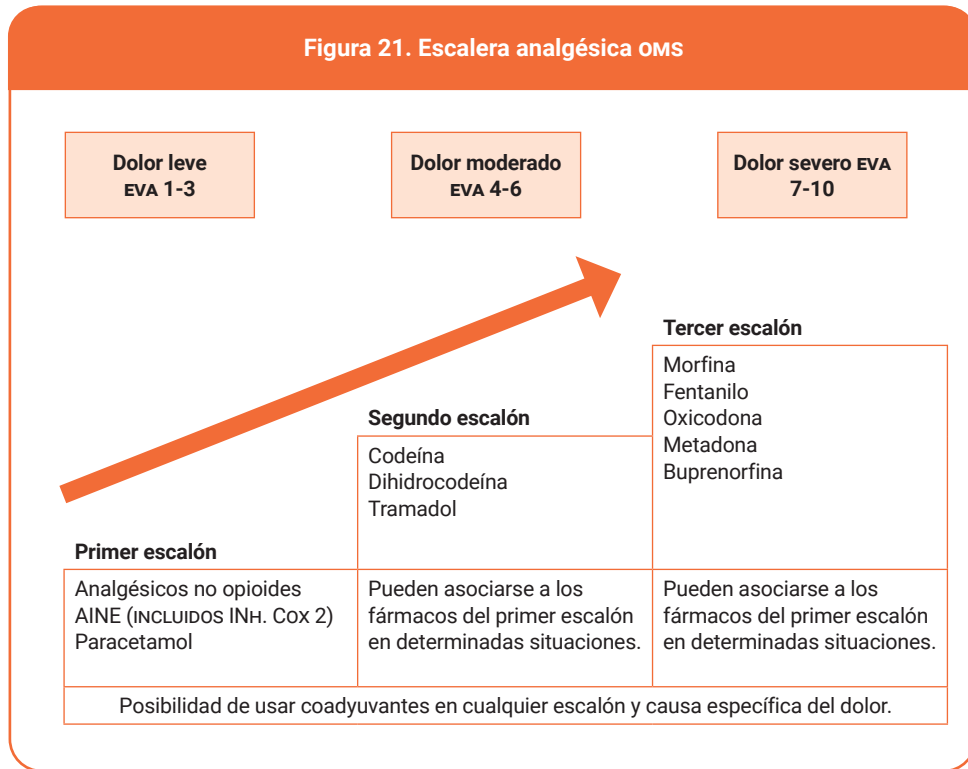 Figura 21. Escalera analgésica OMS
Dolor leve
EVA 1-3
Dolor moderado
EVA 4-6
Dolor severo EVA
7-10
Tercer escalón
Morfina
Fentanilo
Oxicodona
Metadona
Buprenorfina
Segundo escalón
Codeína
Dihidrocodeína
Tramadol
Primer escalón
Analgésicos no opioides
AINE (INCLUIDOS INH. COX 2)
Paracetamol
Pueden asociarse a los
fármacos del primer escalón
en determinadas situaciones.
Pueden asociarse a los
fármacos del primer escalón
en determinadas situaciones.
Posibilidad de usar coadyuvantes en cualquier escalón y causa específica del dolor.